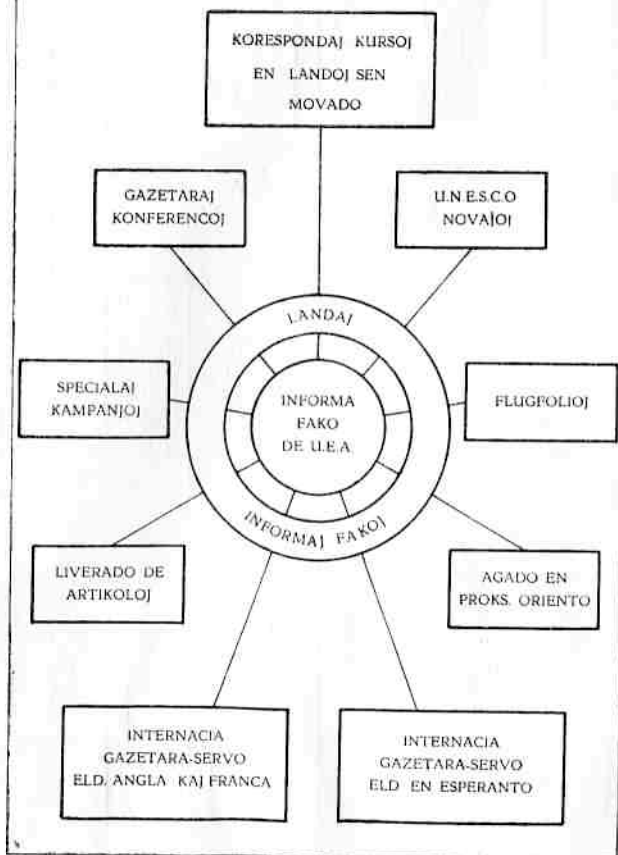 KORESPONDAJ KURSOJ
EN LANDOJ SEN
MOVADO
GAZETARAJ
KONFERENCOJ
U.N.E.S.C.O
NOVAĴOJ
LANDAJ
INFORMAJ FAKOJ
INFORMA
FAKO
DE U.E.A.
SPECIALAJ
KAMPANJOJ
FLUGFOLIOJ
LIVERADO DE
ARTIKOLOJ
AGADO EN
PROKS. ORIENTO
INTERNACIA
GAZETARA-SERVO
ELD. ANGLA KAJ FRANCA
INTERNACIA
GAZETARA-SERVO
ELD EN ESPERANTO